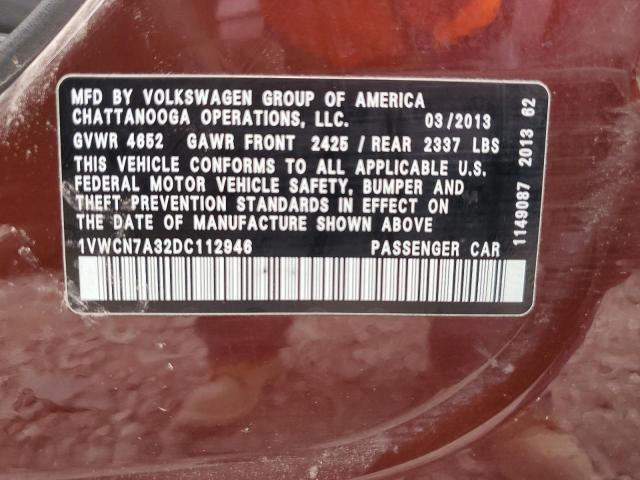 MFD BY VOLKSWAGEN GROUP OF AMERICA
CHATTANOOGA OPERATIONS, LLC. 03/2013
GVWR 4652 GAWR FRONT 2425 / REAR 2337 LBS
THIS VEHICLE CONFORMS TO ALL APPLICABLE U.S.
FEDERAL MOTOR VEHICLE SAFETY, BUMPER AND
THEFT PREVENTION STANDARDS IN EFFECT ON
THE DATE OF MANUFACTURE SHOWN ABOVE
1VWCN7A32DC112946 PASSENGER CAR
1149087 2013 62